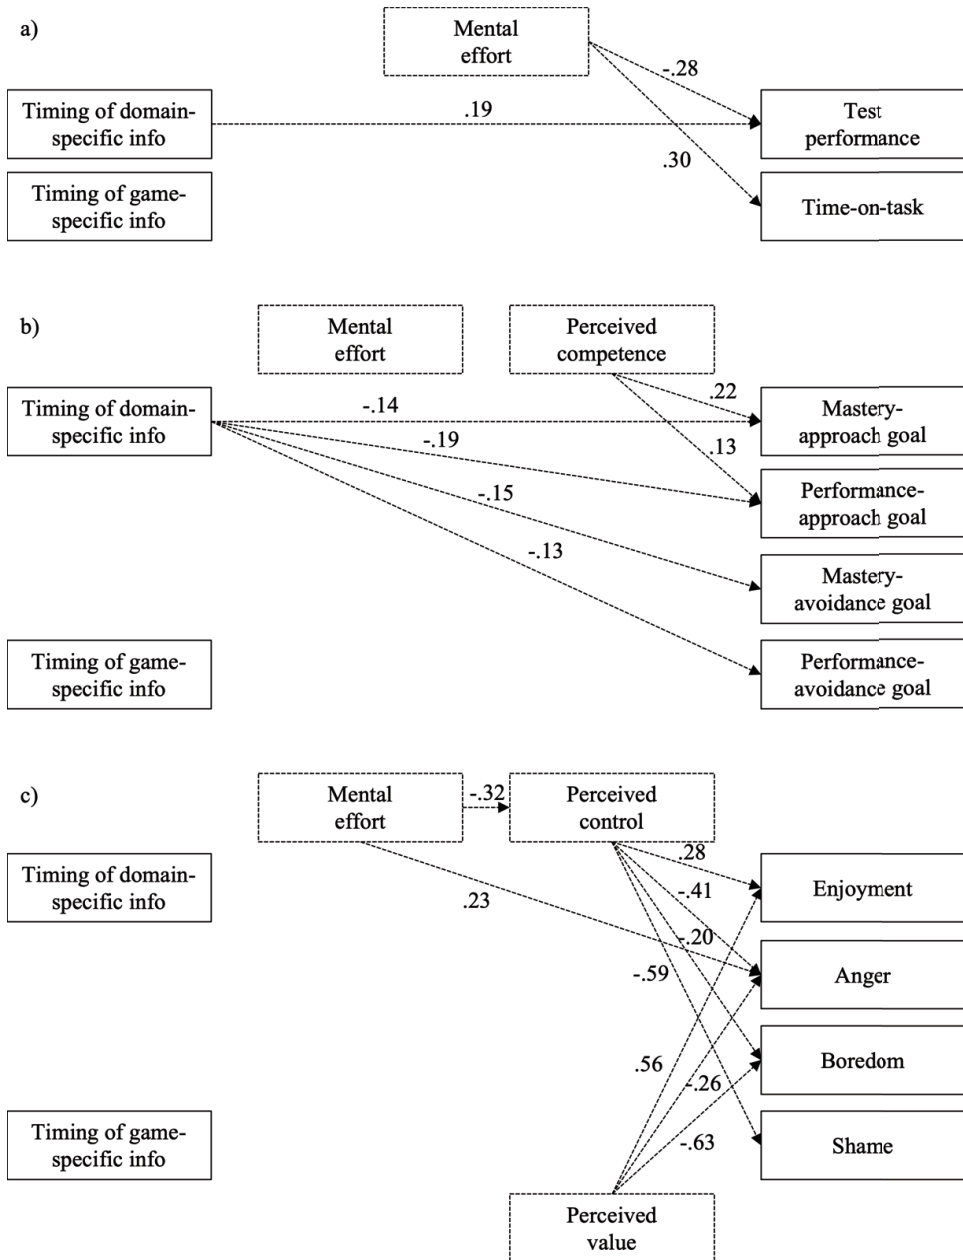 a)
Mental
effort
-.28
Timing of domain-
specific info
.19
Test
performance
.30
Timing of game-
specific info
Time-on-task
b)
Mental
effort
Perceived
competence
Timing of domain-
specific info
-.14
.22
Mastery-
approach goal
-.19
.13
Performance-
approach goal
-.15
-.13
Mastery-
avoidance goal
Timing of game-
specific info
Performance-
avoidance goal
c)
Mental
effort
-.32
Perceived
control
Timing of domain-
specific info
.28
Enjoyment
.23
-.41
-.20
-.59
Anger
.56
-.26
Boredom
Timing of game-
specific info
-.63
Shame
Perceived
value